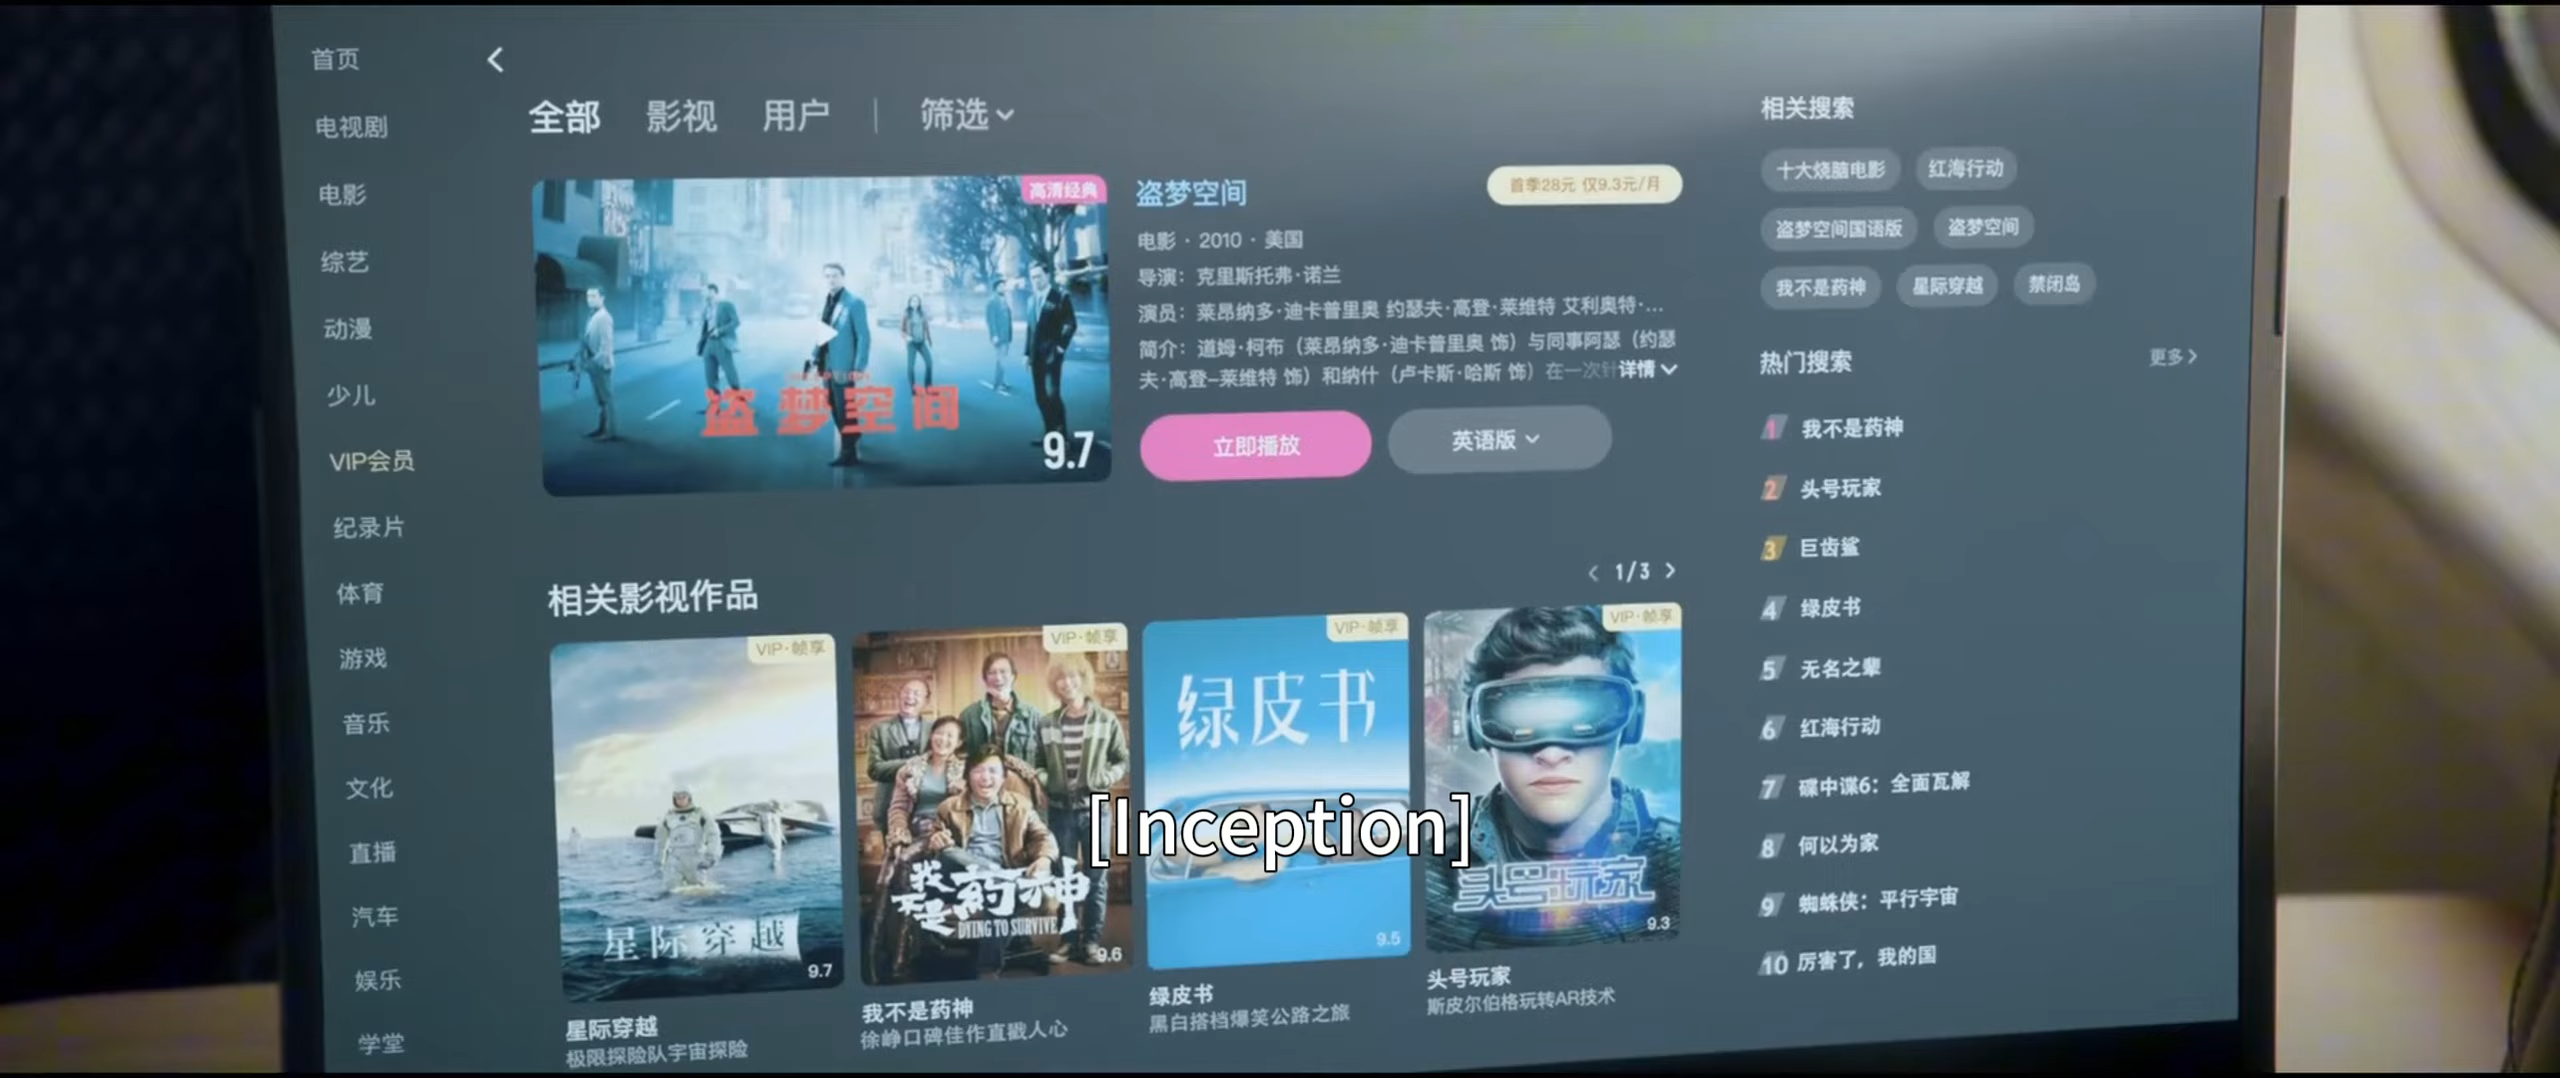 首页
电视剧
电影
综艺
动漫
少儿
VIP会员
纪录片
体育
游戏
音乐
文化
直播
汽车
娱乐
学堂
全部 影视 用户 筛选
高清经典
盗梦空间
9.7
盗梦空间
首季28元 仅9.3元/月
电影 · 2010 · 美国
导演：克里斯托弗·诺兰
演员：莱昂纳多·迪卡普里奥 约瑟夫·高登·莱维特 艾利奥特·...
简介：道姆·柯布（莱昂纳多·迪卡普里奥 饰）与同事阿瑟（约瑟
夫·高登-莱维特 饰）和纳什（卢卡斯·哈斯 饰）在一次针 详情
立即播放
英语版
相关影视作品
1/3
VIP·帧享
星际穿越
9.7
星际穿越
极限探险队宇宙探险
VIP·帧享
我不是药神
DYING TO SURVIVE
9.6
我不是药神
徐峥口碑佳作直戳人心
VIP·帧享
绿皮书
9.5
绿皮书
黑白搭档爆笑公路之旅
VIP·帧享
头号玩家
9.3
头号玩家
斯皮尔伯格玩转AR技术
[Inception]
相关搜索
十大烧脑电影 红海行动
盗梦空间国语版 盗梦空间
我不是药神 星际穿越 禁闭岛
热门搜索 更多
1 我不是药神
2 头号玩家
3 巨齿鲨
4 绿皮书
5 无名之辈
6 红海行动
7 碟中谍6：全面瓦解
8 何以为家
9 蜘蛛侠：平行宇宙
10 厉害了，我的国